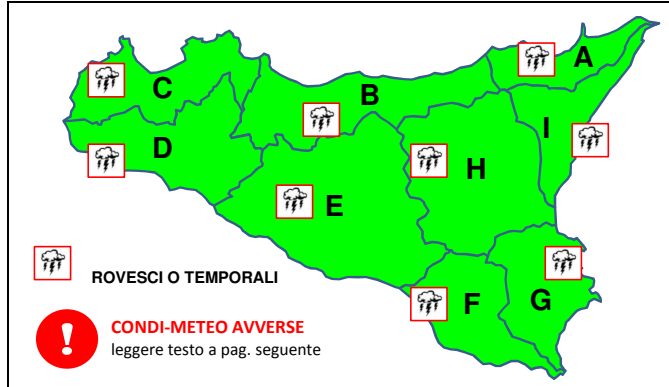 A
C
B
I
D
H
E
F
G
ROVESCI O TEMPORALI
!
CONDI-METEO AVVERSE
leggere testo a pag. seguente